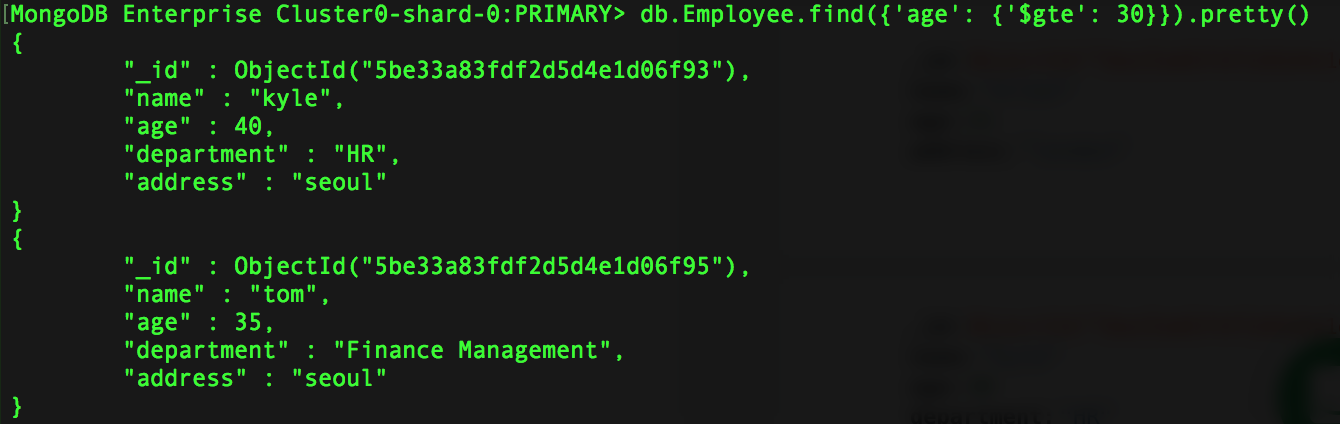 [MongoDB Enterprise Cluster0-shard-0:PRIMARY> db.Employee.find({'age': {'$gte': 30}}).pretty()
{
"_id" : ObjectId("5be33a83fdf2d5d4e1d06f93"),
"name" : "kyle",
"age" : 40,
"department" : "HR",
"address" : "seoul"
}
{
"_id" : ObjectId("5be33a83fdf2d5d4e1d06f95"),
"name" : "tom",
"age" : 35,
"department" : "Finance Management",
"address" : "seoul"
}